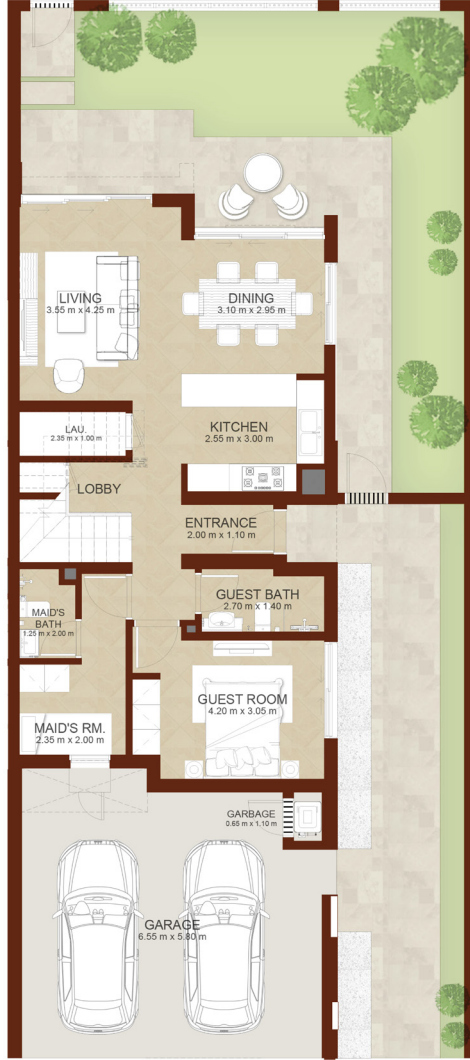 LIVING
3.55 m x 4.25 m
DINING
3.10 m x 2.95 m
LAU.
2.35 m x 1.00 m
KITCHEN
2.55 m x 3.00 m
LOBBY
ENTRANCE
2.00 m x 1.10 m
GUEST BATH
2.70 m x 1.40 m
MAID'S
BATH
1.25 m x 2.00 m
GUEST ROOM
4.20 m x 3.05 m
MAID'S RM.
2.35 m x 2.00 m
GARBAGE
0.65 m x 1.10 m
GARAGE
6.55 m x 5.80 m